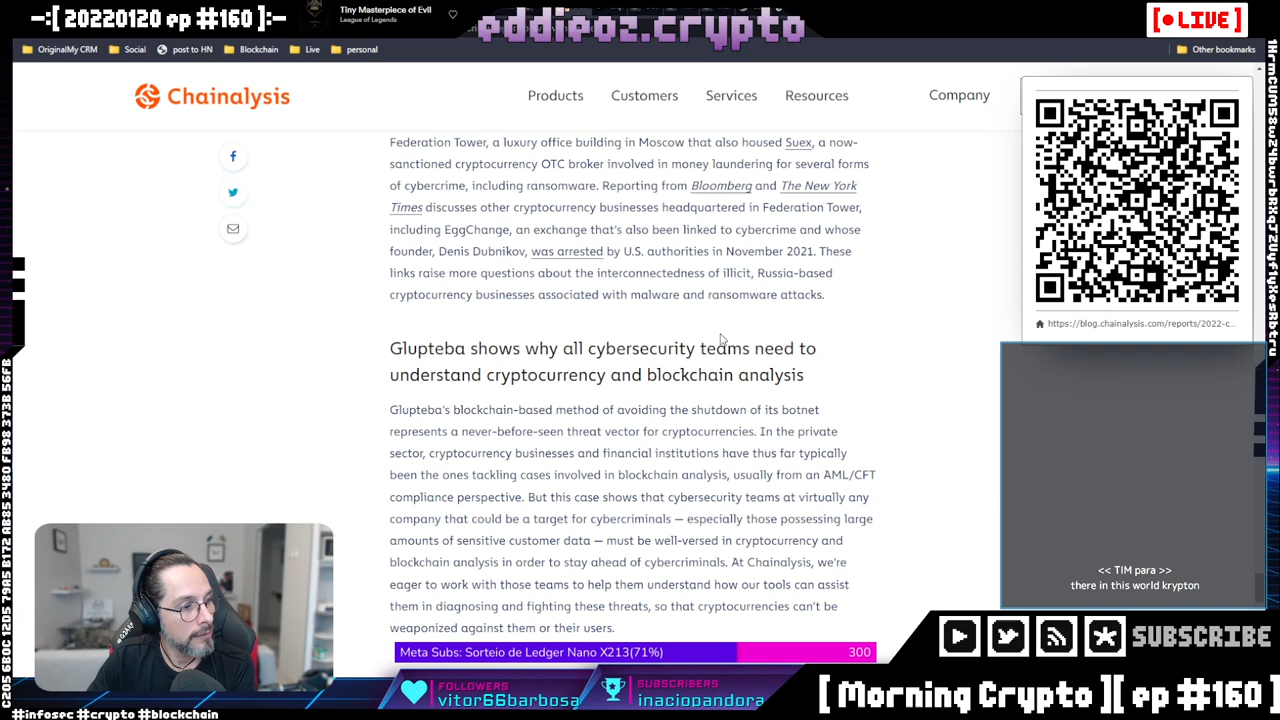 -:[ 20220120 ep #160 ]:-
Tiny Masterpiece of Evil
League of Legends
eddieoz.crypto
[● LIVE ]
OriginalMy CRM
Social
post to HN
Blockchain
Live
personal
Other bookmarks
Chainalysis
Products
Customers
Services
Resources
Company
Federation Tower, a luxury office building in Moscow that also housed Suex, a now-
sanctioned cryptocurrency OTC broker involved in money laundering for several forms
of cybercrime, including ransomware. Reporting from Bloomberg and The New York
Times discusses other cryptocurrency businesses headquartered in Federation Tower,
including EggChange, an exchange that's also been linked to cybercrime and whose
founder, Denis Dubnikov, was arrested by U.S. authorities in November 2021. These
links raise more questions about the interconnectedness of illicit, Russia-based
cryptocurrency businesses associated with malware and ransomware attacks.
Glupteba shows why all cybersecurity teams need to
understand cryptocurrency and blockchain analysis
Glupteba's blockchain-based method of avoiding the shutdown of its botnet
represents a never-before-seen threat vector for cryptocurrencies. In the private
sector, cryptocurrency businesses and financial institutions have thus far typically
been the ones tackling cases involved in blockchain analysis, usually from an AML/CFT
compliance perspective. But this case shows that cybersecurity teams at virtually any
company that could be a target for cybercriminals — especially those possessing large
amounts of sensitive customer data — must be well-versed in cryptocurrency and
blockchain analysis in order to stay ahead of cybercriminals. At Chainalysis, we're
eager to work with those teams to help them understand how our tools can assist
them in diagnosing and fighting these threats, so that cryptocurrencies can't be
weaponized against them or their users.
https://blog.chainalysis.com/reports/2022-c...
<< TIM para >>
there in this world krypton
Meta Subs: Sorteio de Ledger Nano X213(71%)
300
FOLLOWERS
vitor66barbosa
SUBSCRIBERS
inaciopandora
SUBSCRIBE
[ Morning Crypto ][ ep #160 ]
#infosec #crypto #blockchain